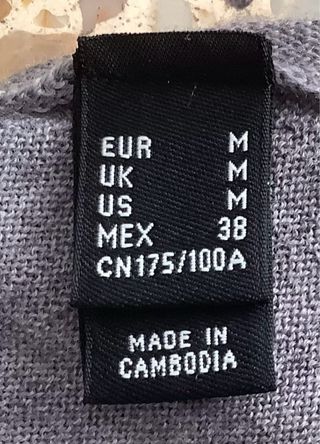 EUR M
UK M
US M
MEX 38
CN175/100A
MADE IN
CAMBODIA